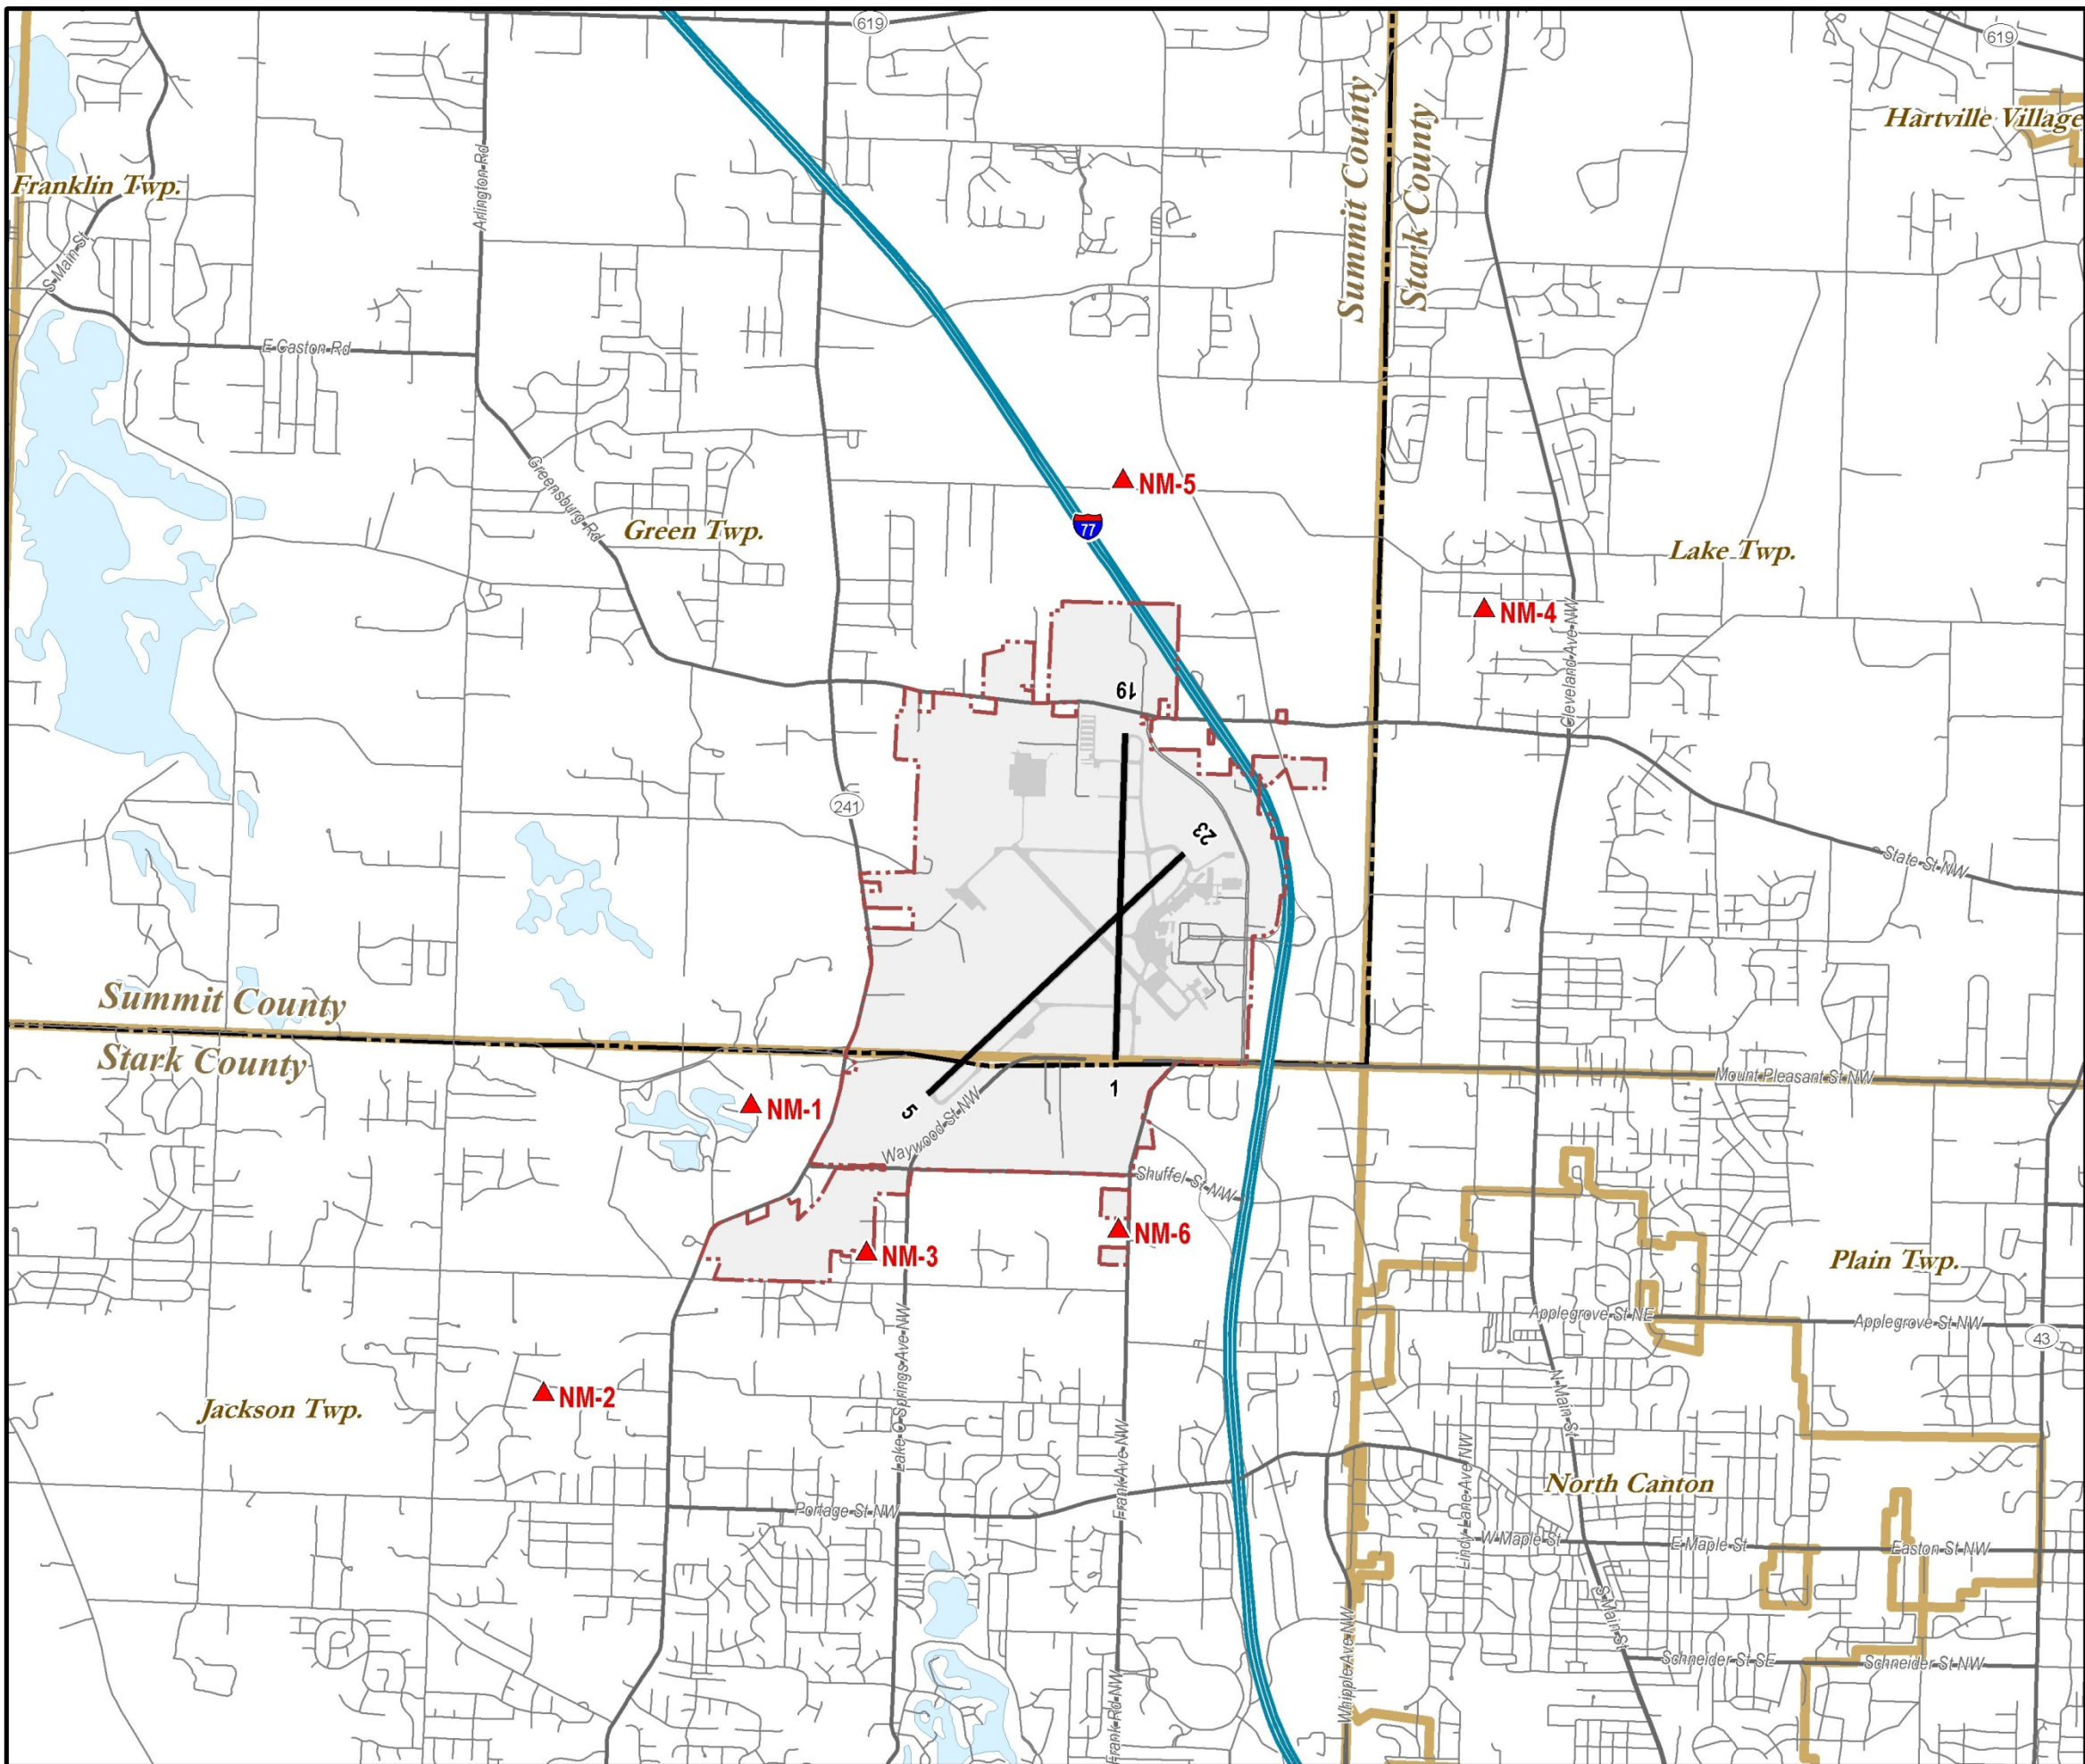 619
619
Summit County
Stark County
Hartville Village
Franklin Twp.
Arlington Rd
S Main St
E Caston Rd
Greensburg Rd
NM-5
77
Green Twp.
Lake Twp.
NM-4
Cleveland Ave NW
19
241
23
State St NW
Summit County
Stark County
Mount Pleasant St NW
1
5
NM-1
Waywood St NW
Shuffel St NW
NM-6
NM-3
Plain Twp.
Applegrove St NE
Applegrove St NW
43
Lake O Springs Ave NW
NM-2
Jackson Twp.
N Main St
Frank Ave NW
Lindy Lane Ave NW
North Canton
Portage St NW
W Maple St
E Maple St
Easton St NW
S Main St
Whipple Ave NW
Schneider St SE
Schneider St NW
Frank Rd NW